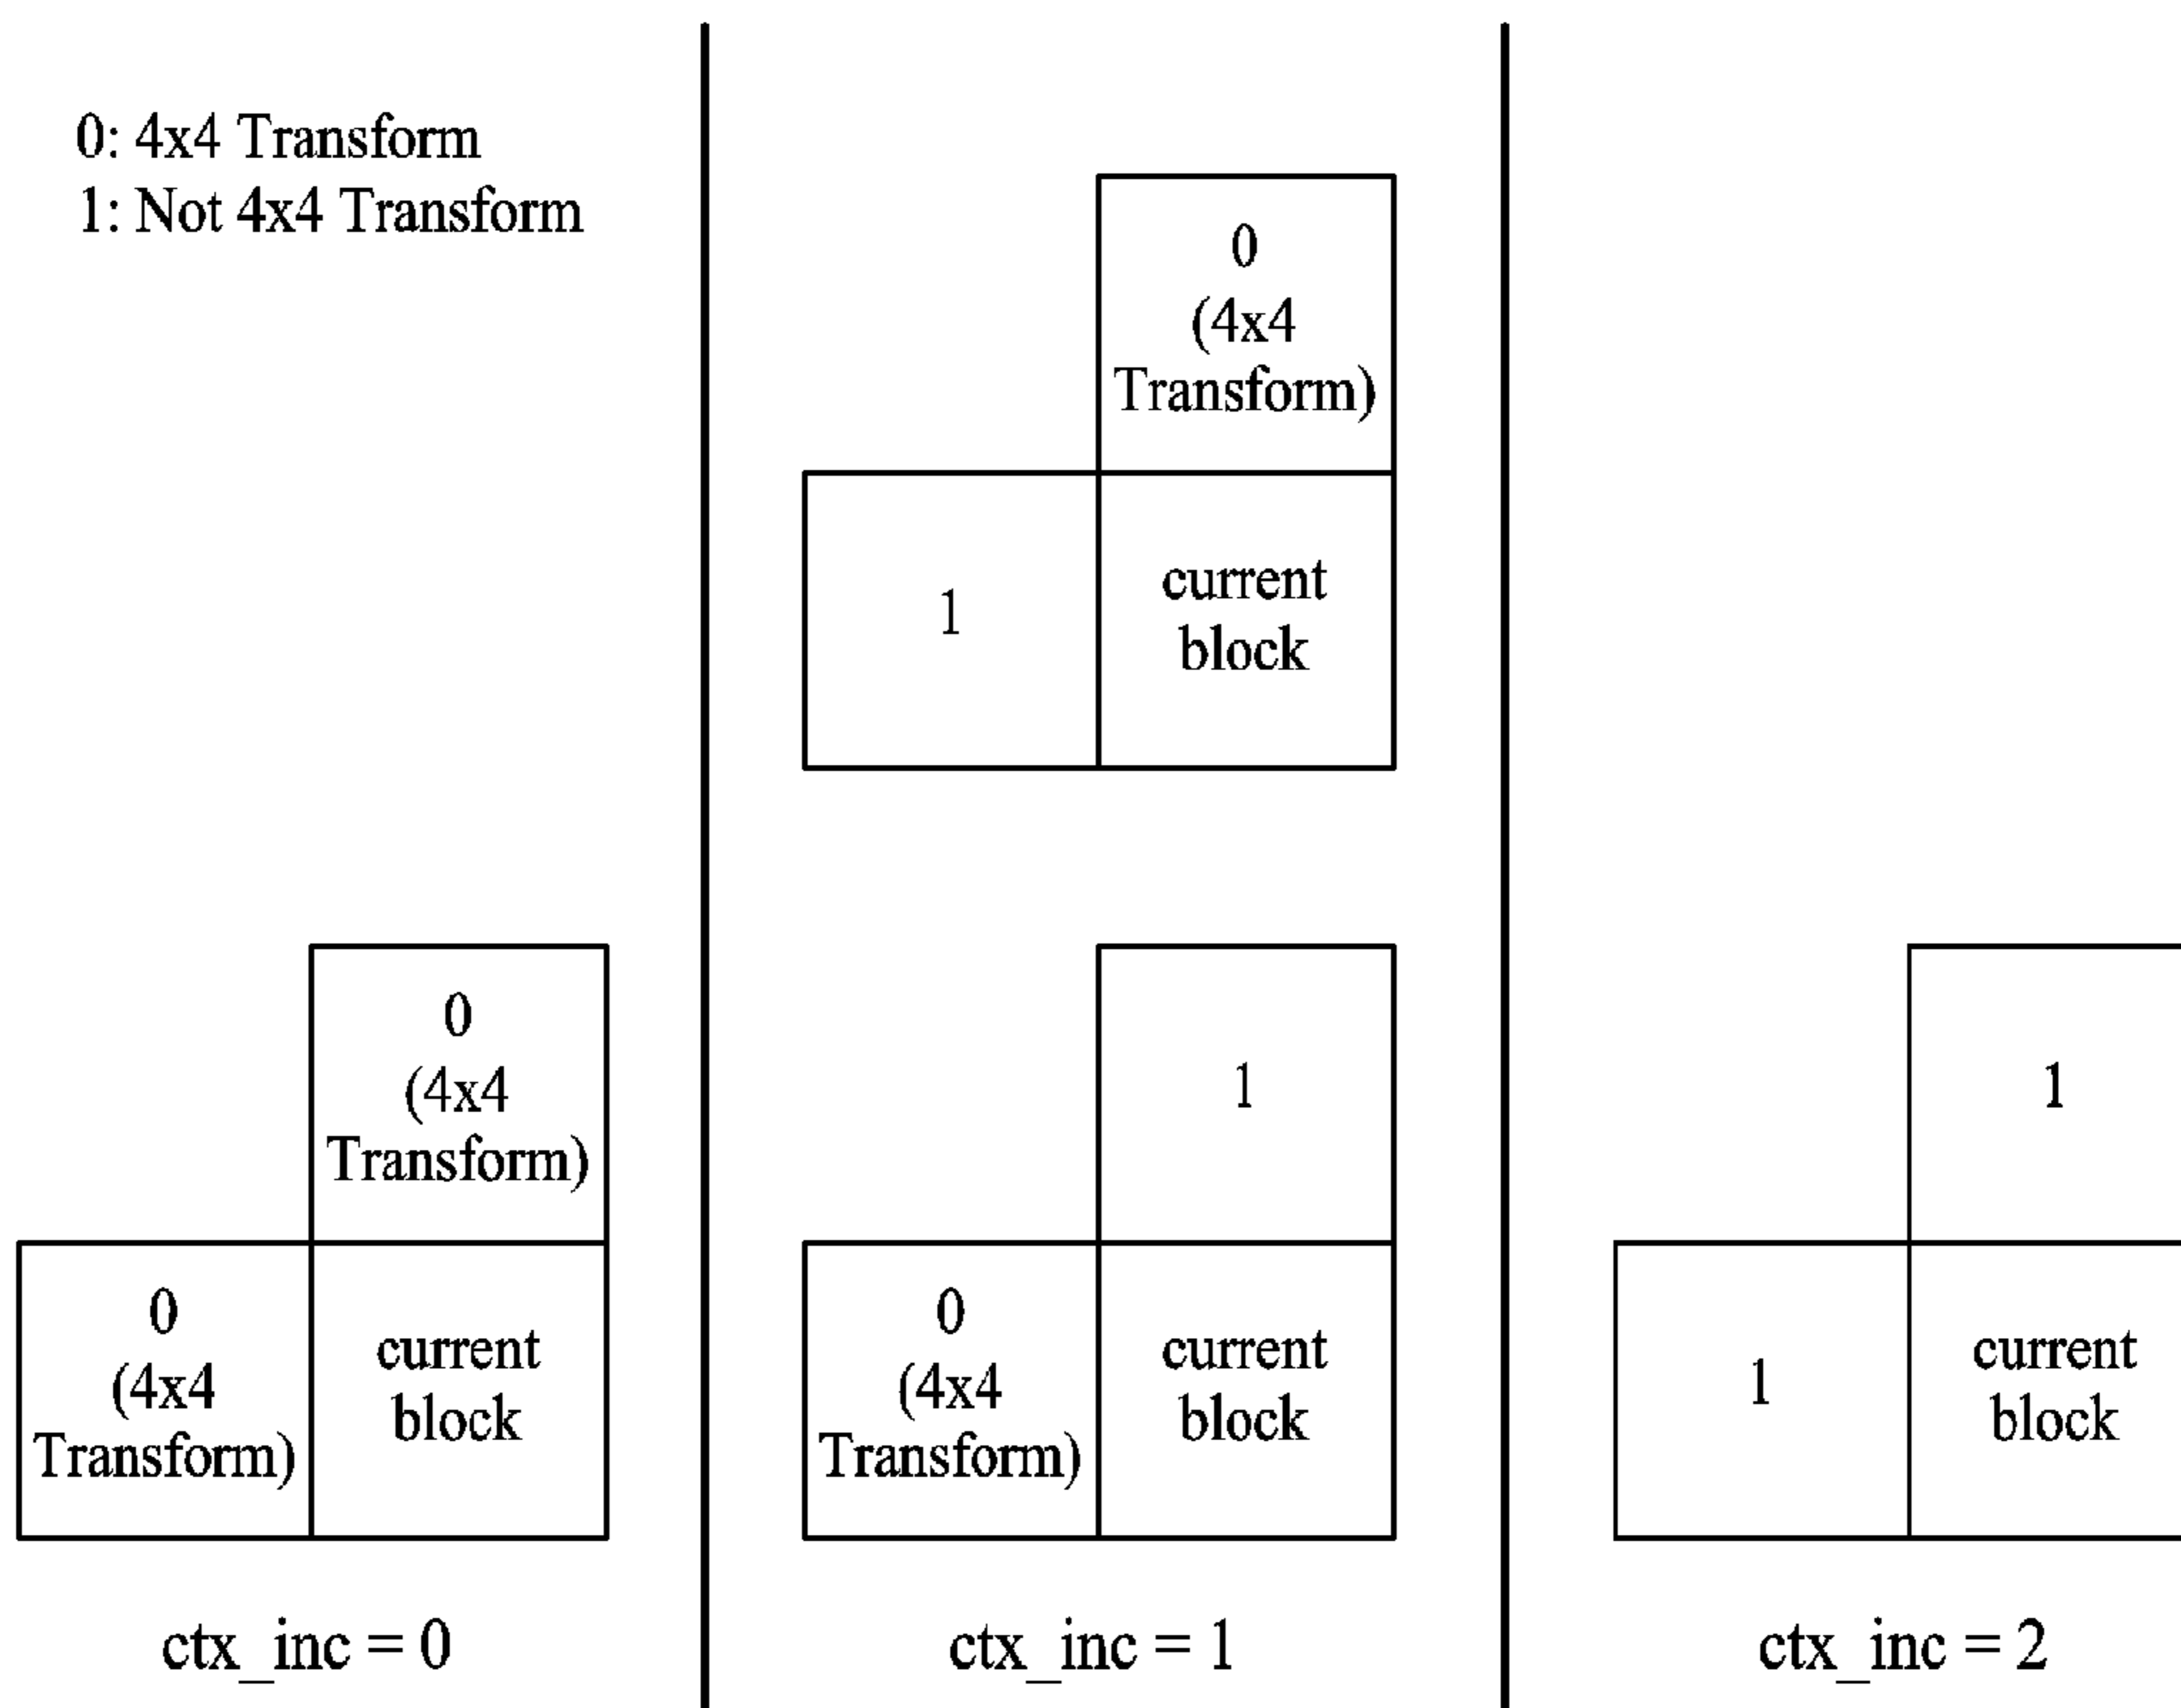 0: 4x4 Transform
1: Not 4x4 Transform
0
(4x4
Transform)
0
(4x4
Transform)
current
block
ctx_inc = 0
0
(4x4
Transform)
1
current
block
1
0
(4x4
Transform)
current
block
ctx_inc = 1
1
1
current
block
ctx_inc = 2